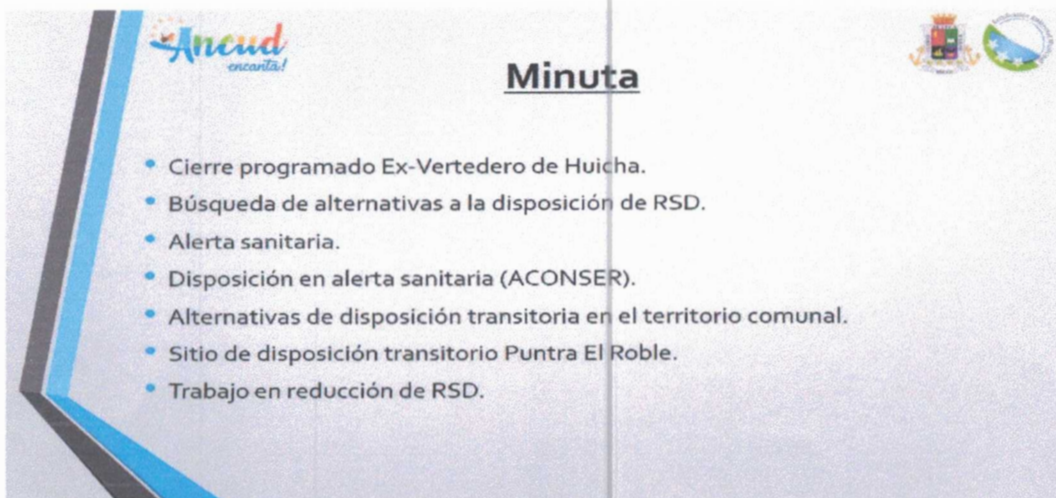 Ancud
encanta!
Minuta
• Cierre programado Ex-Vertedero de Huicha.
• Búsqueda de alternativas a la disposición de RSD.
• Alerta sanitaria.
• Disposición en alerta sanitaria (ACONSER).
• Alternativas de disposición transitoria en el territorio comunal.
• Sitio de disposición transitorio Puntra El Roble.
• Trabajo en reducción de RSD.